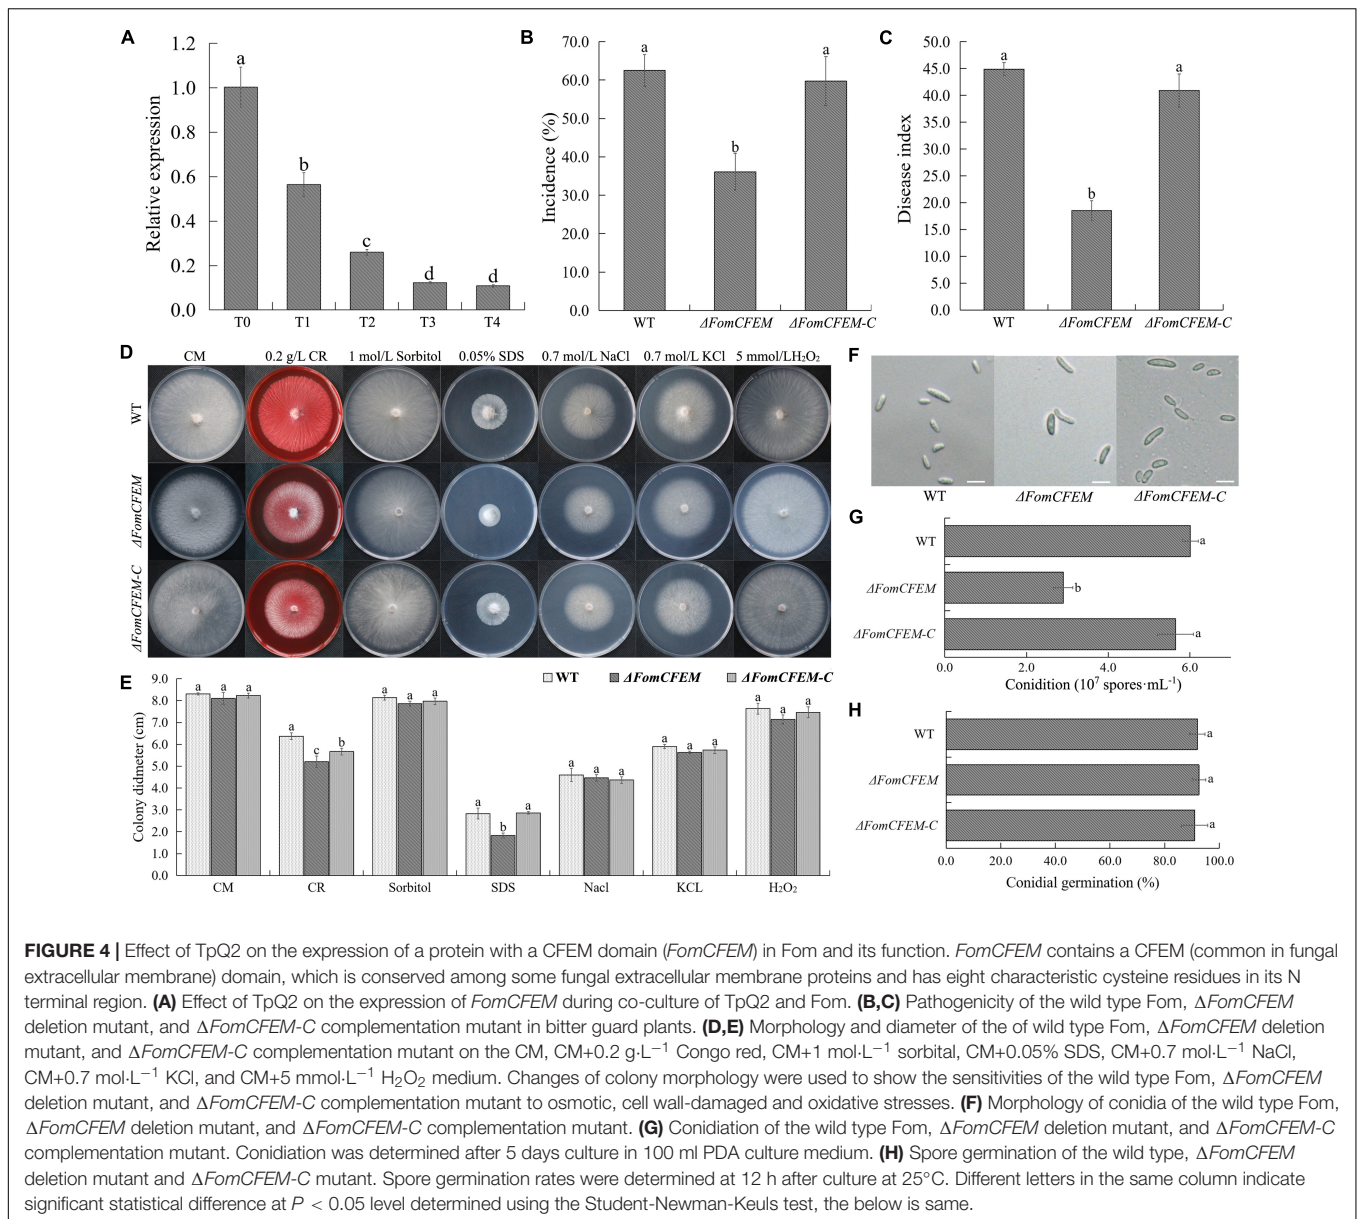 A
1.2
1.0
0.8
0.6
0.4
0.2
0.0
Relative expression
a
b
c
d
d
T0 T1 T2 T3 T4
B
70.0
60.0
50.0
40.0
30.0
20.0
10.0
0.0
Incidence (%)
a
b
a
WT ΔFomCFEM ΔFomCFEM-C
C
50.0
45.0
40.0
35.0
30.0
25.0
20.0
15.0
10.0
5.0
0.0
Disease index
a
b
a
WT ΔFomCFEM ΔFomCFEM-C
D
CM 0.2 g/L CR 1 mol/L Sorbitol 0.05% SDS 0.7 mol/L NaCl 0.7 mol/L KCl 5 mmol/LH₂O₂
WT
ΔFomCFEM
ΔFomCFEM-C
E
WT ΔFomCFEM ΔFomCFEM-C
9.0
8.0
7.0
6.0
5.0
4.0
3.0
2.0
1.0
0.0
Colony didmeter (cm)
a a a
a c b
a a a
a b a
a a a
a a a
a a a
CM CR Sorbitol SDS Nacl KCL H₂O₂
F
WT ΔFomCFEM ΔFomCFEM-C
G
WT a
ΔFomCFEM b
ΔFomCFEM-C a
0.0 2.0 4.0 6.0
Condition (10⁷ spores·mL⁻¹)
H
WT a
ΔFomCFEM a
ΔFomCFEM-C a
0.0 20.0 40.0 60.0 80.0 100.0
Conidial germination (%)
FIGURE 4 | Effect of TpQ2 on the expression of a protein with a CFEM domain (FomCFEM) in Fom and its function. FomCFEM contains a CFEM (common in fungal
extracellular membrane) domain, which is conserved among some fungal extracellular membrane proteins and has eight characteristic cysteine residues in its N
terminal region. (A) Effect of TpQ2 on the expression of FomCFEM during co-culture of TpQ2 and Fom. (B,C) Pathogenicity of the wild type Fom, ΔFomCFEM
deletion mutant, and ΔFomCFEM-C complementation mutant in bitter guard plants. (D,E) Morphology and diameter of the of wild type Fom, ΔFomCFEM deletion
mutant, and ΔFomCFEM-C complementation mutant on the CM, CM+0.2 g·L⁻¹ Congo red, CM+1 mol·L⁻¹ sorbital, CM+0.05% SDS, CM+0.7 mol·L⁻¹ NaCl,
CM+0.7 mol·L⁻¹ KCl, and CM+5 mmol·L⁻¹ H₂O₂ medium. Changes of colony morphology were used to show the sensitivities of the wild type Fom, ΔFomCFEM
deletion mutant, and ΔFomCFEM-C complementation mutant to osmotic, cell wall-damaged and oxidative stresses. (F) Morphology of conidia of the wild type Fom,
ΔFomCFEM deletion mutant, and ΔFomCFEM-C complementation mutant. (G) Conidiation of the wild type Fom, ΔFomCFEM deletion mutant, and ΔFomCFEM-C
complementation mutant. Conidiation was determined after 5 days culture in 100 ml PDA culture medium. (H) Spore germination of the wild type, ΔFomCFEM
deletion mutant and ΔFomCFEM-C mutant. Spore germination rates were determined at 12 h after culture at 25°C. Different letters in the same column indicate
significant statistical difference at P < 0.05 level determined using the Student-Newman-Keuls test, the below is same.